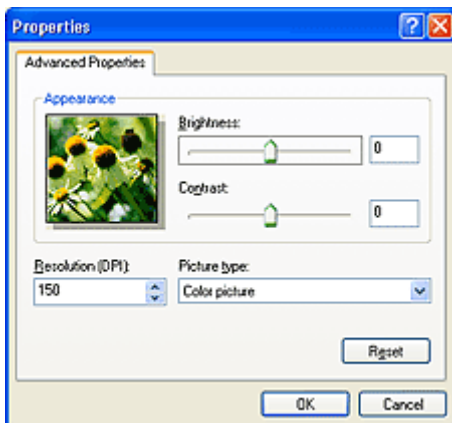 Properties
Advanced Properties
Appearance
Brightness:
0
Contrast:
0
Resolution (DPI):
Picture type:
150
Color picture
Reset
OK
Cancel